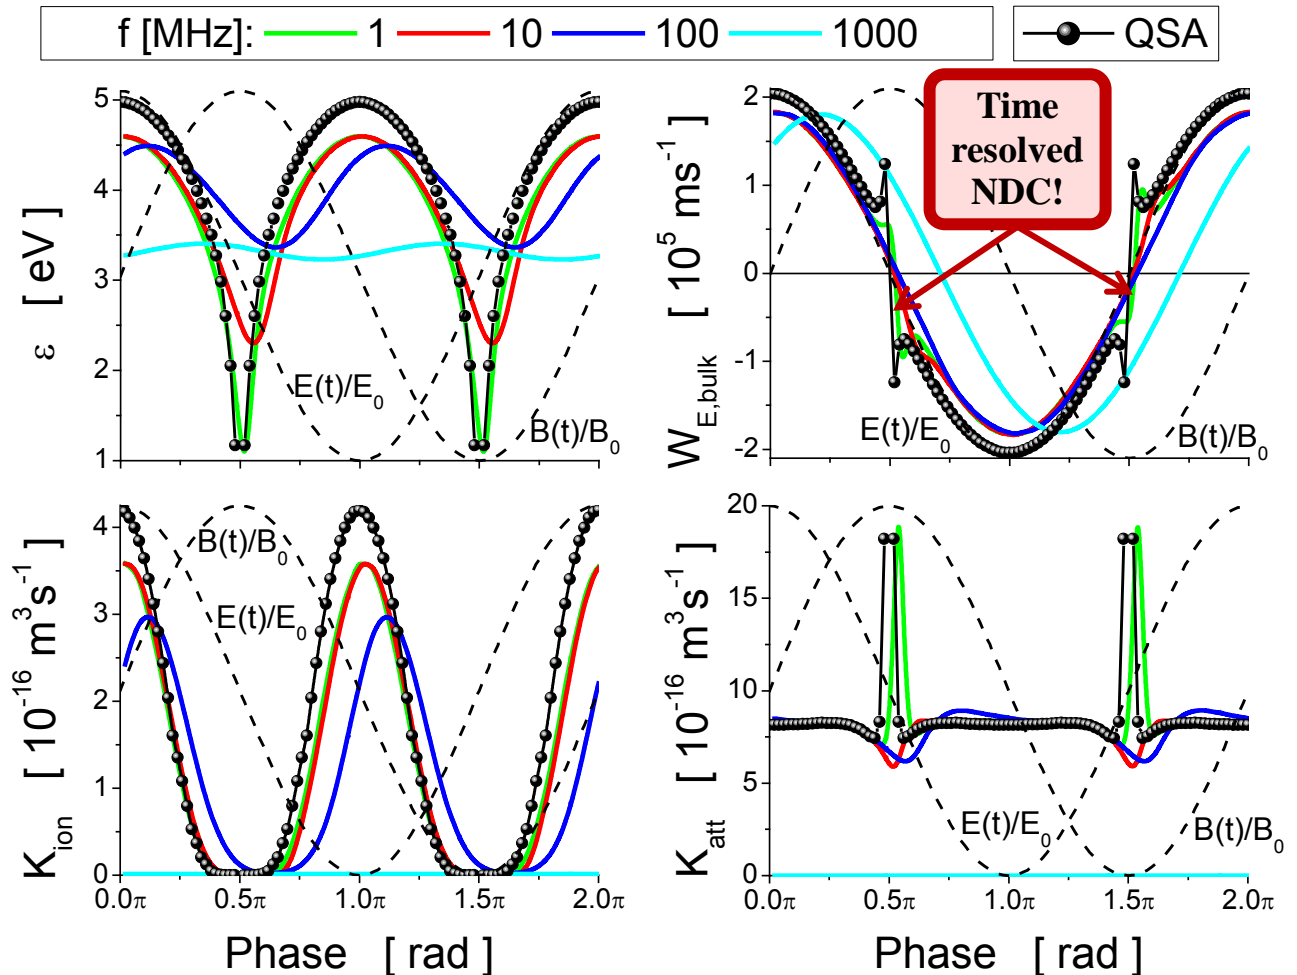 f [MHz]: 1 10 100 1000 QSA
5
4
3
2
1
ε [ eV ]
E(t)/E0
B(t)/B0
2
1
0
-1
-2
W E,bulk [ 10^5 ms^-1 ]
Time
resolved
NDC!
E(t)/E0
B(t)/B0
4
3
2
1
0
K ion [ 10^-16 m^3 s^-1 ]
B(t)/B0
E(t)/E0
0.0π 0.5π 1.0π 1.5π 2.0π
Phase [ rad ]
20
15
10
5
0
K att [ 10^-16 m^3 s^-1 ]
E(t)/E0
B(t)/B0
0.0π 0.5π 1.0π 1.5π 2.0π
Phase [ rad ]